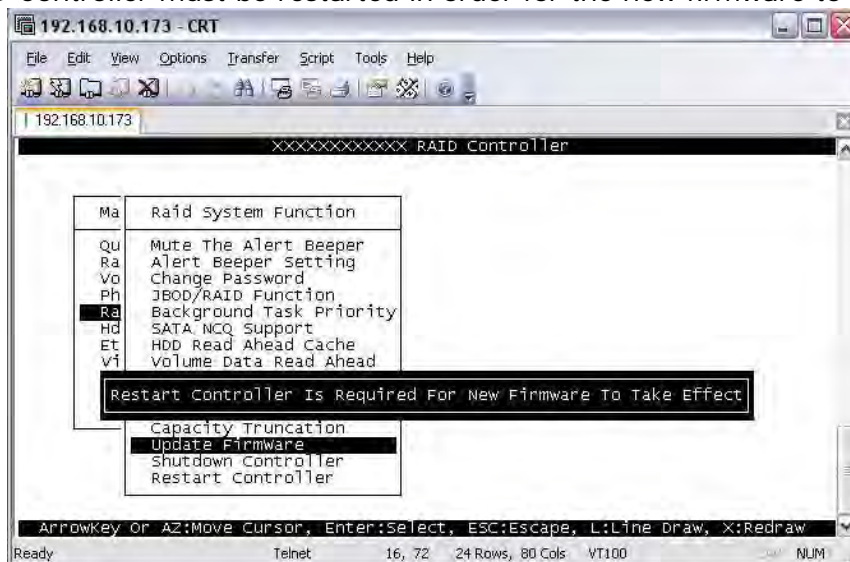 Controller must be restarted in order for the new firmware to
192.168.10.173 - CRT
File Edit View Options Transfer Script Tools Help
192.168.10.173
XXXXXXXXXXXX RAID Controller
Ma Raid System Function
Qu Mute The Alert Beeper
Ra Alert Beeper Setting
Vo Change Password
Ph JBOD/RAID Function
Ra Background Task Priority
Hd SATA NCQ Support
Et HDD Read Ahead Cache
Vi Volume Data Read Ahead
Restart Controller Is Required For New Firmware To Take Effect
Capacity Truncation
Update Firmware
Shutdown Controller
Restart Controller
ArrowKey Or AZ:Move Cursor, Enter:Select, ESC:Escape, L:Line Draw, X:Redraw
Ready Telnet 16, 72 24 Rows, 80 Cols VT100 NUM